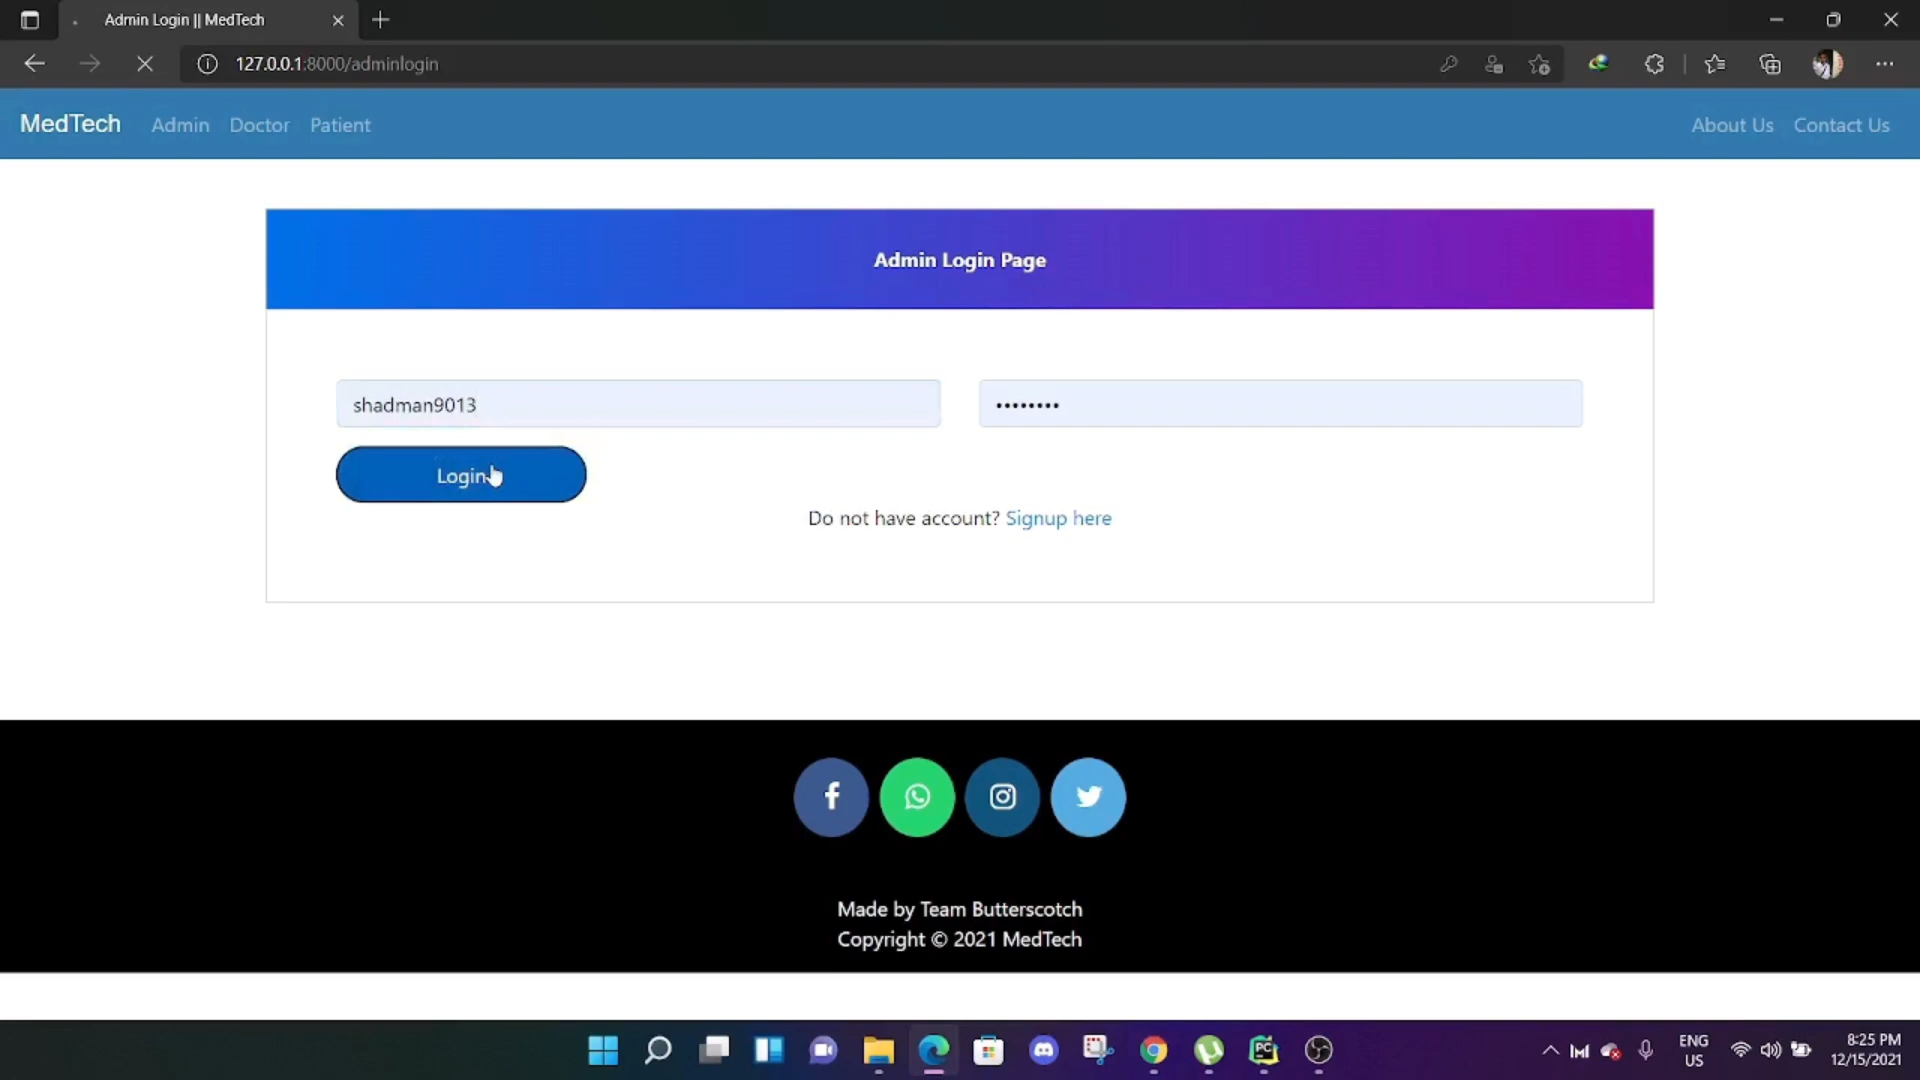 Admin Login || MedTech
127.0.0.1:8000/adminlogin
MedTech Admin Doctor Patient About Us Contact Us
Admin Login Page
shadman9013 ••••••••
Login
Do not have account? Signup here
Made by Team Butterscotch
Copyright © 2021 MedTech
PC
ENG
US
8:25 PM
12/15/2021